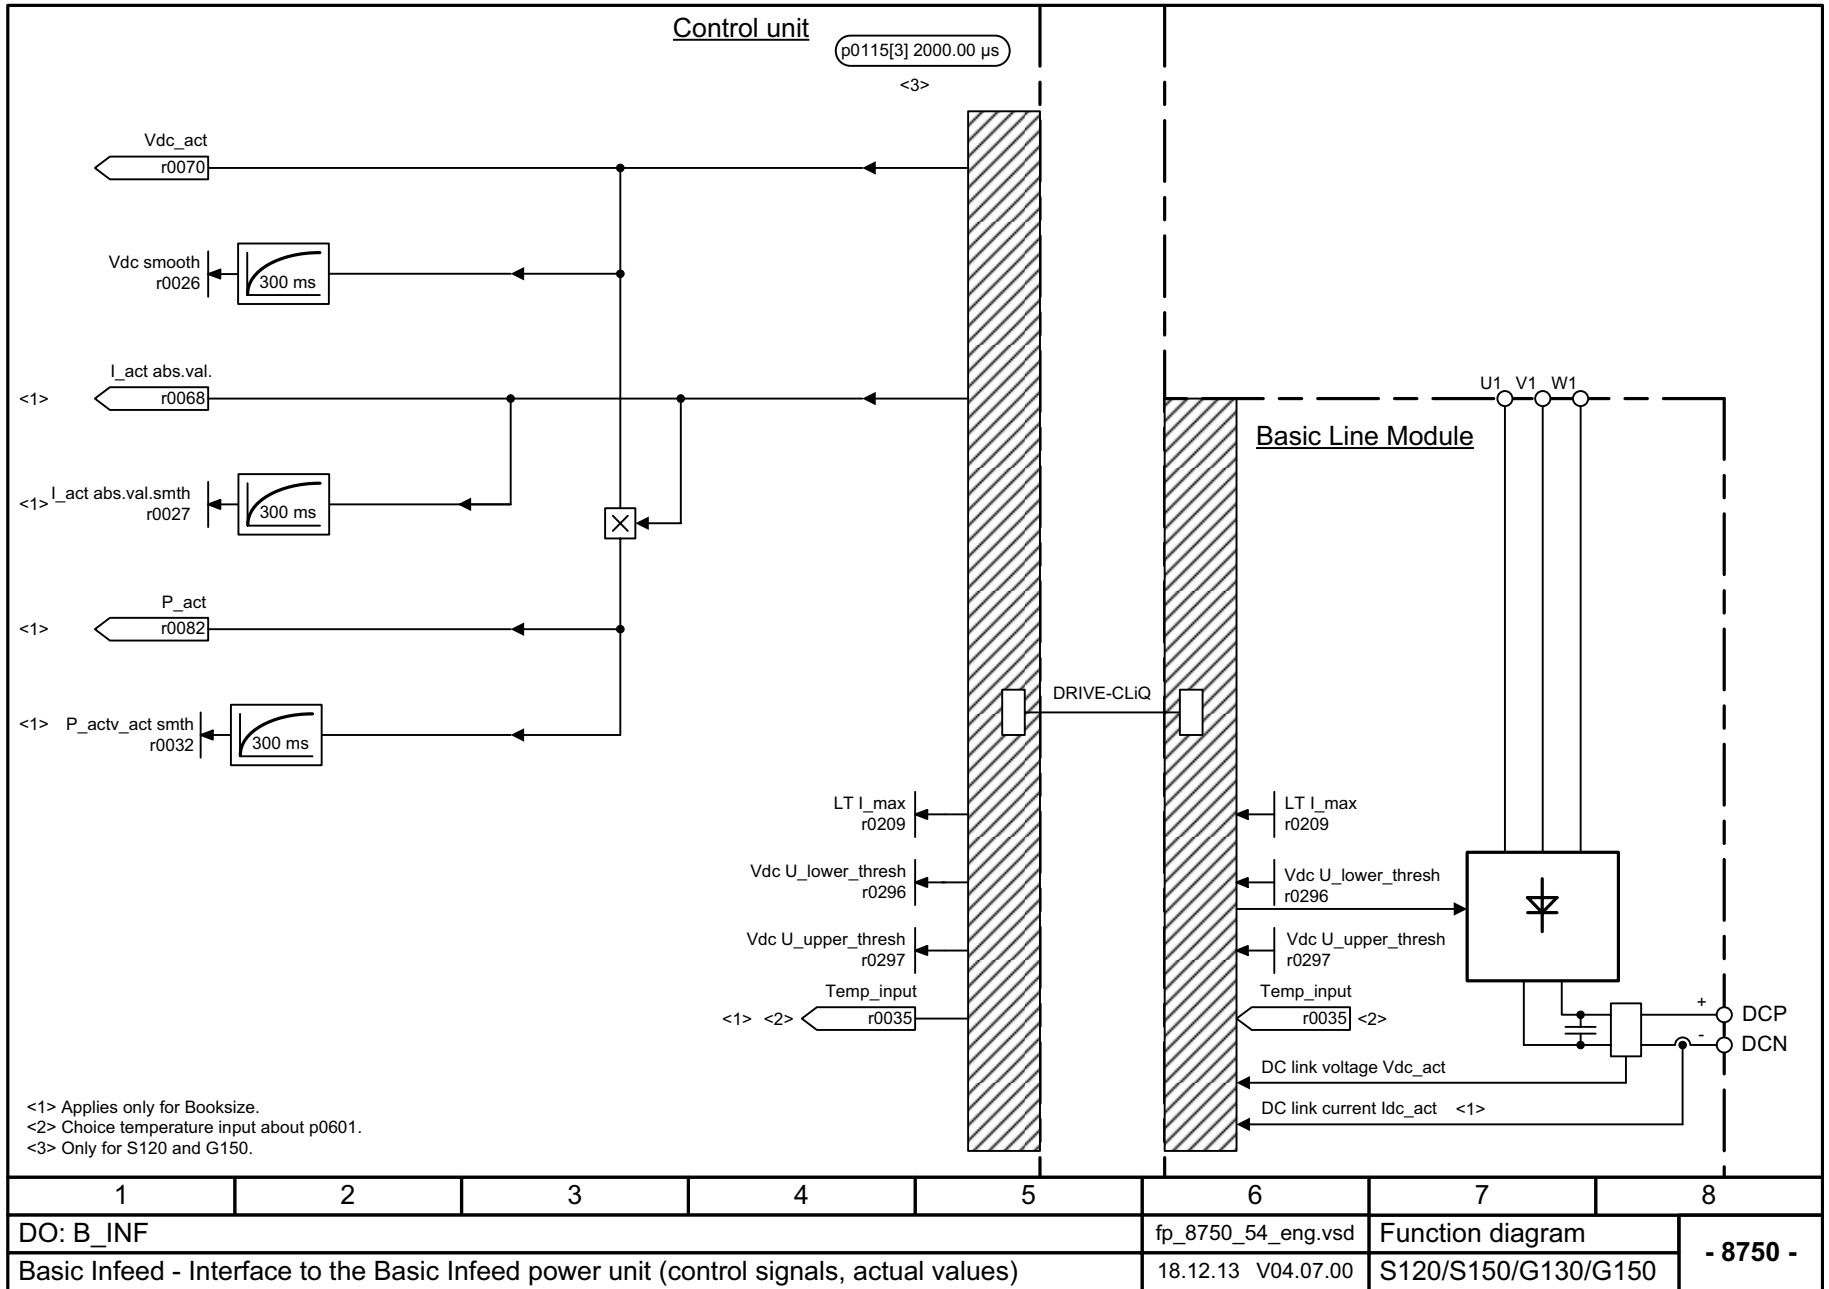 Control unit
p0115[3] 2000.00 µs
<3>
Vdc_act
r0070
Vdc smooth
r0026
300 ms
I_act abs.val.
<1>
r0068
<1>
I_act abs.val.smth
r0027
300 ms
P_act
<1>
r0082
<1>
P_actv_act smth
r0032
300 ms
LT I_max
r0209
Vdc U_lower_thresh
r0296
Vdc U_upper_thresh
r0297
Temp_input
<1> <2>
r0035
DRIVE-CLiQ
U1 V1 W1
Basic Line Module
LT I_max
r0209
Vdc U_lower_thresh
r0296
Vdc U_upper_thresh
r0297
Temp_input
r0035 <2>
+
DCP
-
DCN
DC link voltage Vdc_act
DC link current Idc_act <1>
<1> Applies only for Booksize.
<2> Choice temperature input about p0601.
<3> Only for S120 and G150.
1 2 3 4 5 6 7 8
DO: B_INF
fp_8750_54_eng.vsd
Function diagram
- 8750 -
Basic Infeed - Interface to the Basic Infeed power unit (control signals, actual values)
18.12.13 V04.07.00
S120/S150/G130/G150